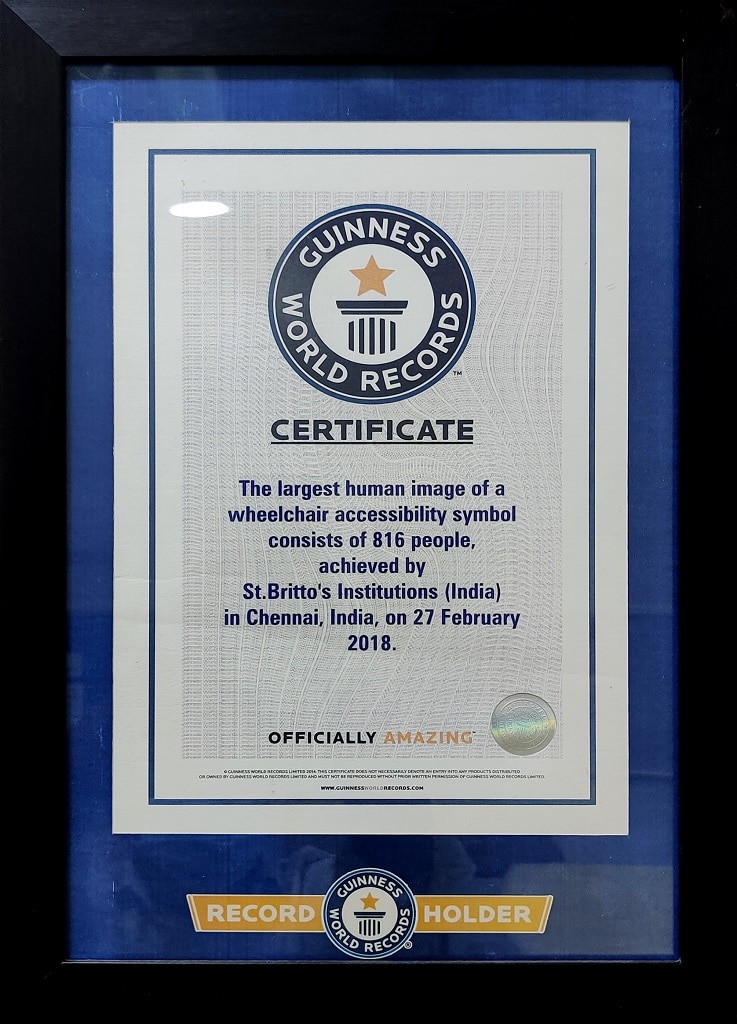 GUINNESS
WORLD RECORDS
™
CERTIFICATE
The largest human image of a
wheelchair accessibility symbol
consists of 816 people,
achieved by
St.Britto's Institutions (India)
in Chennai, India, on 27 February
2018.
OFFICIALLY AMAZING™
© GUINNESS WORLD RECORDS LIMITED 2014. THIS CERTIFICATE DOES NOT NECESSARILY DENOTE AN ENTRY INTO ANY PRODUCTS DISTRIBUTED
OR OWNED BY GUINNESS WORLD RECORDS LIMITED AND MUST NOT BE REPRODUCED WITHOUT PRIOR WRITTEN PERMISSION OF GUINNESS WORLD RECORDS LIMITED.
WWW.GUINNESSWORLDRECORDS.COM
RECORD
GUINNESS
WORLD RECORDS
®
HOLDER